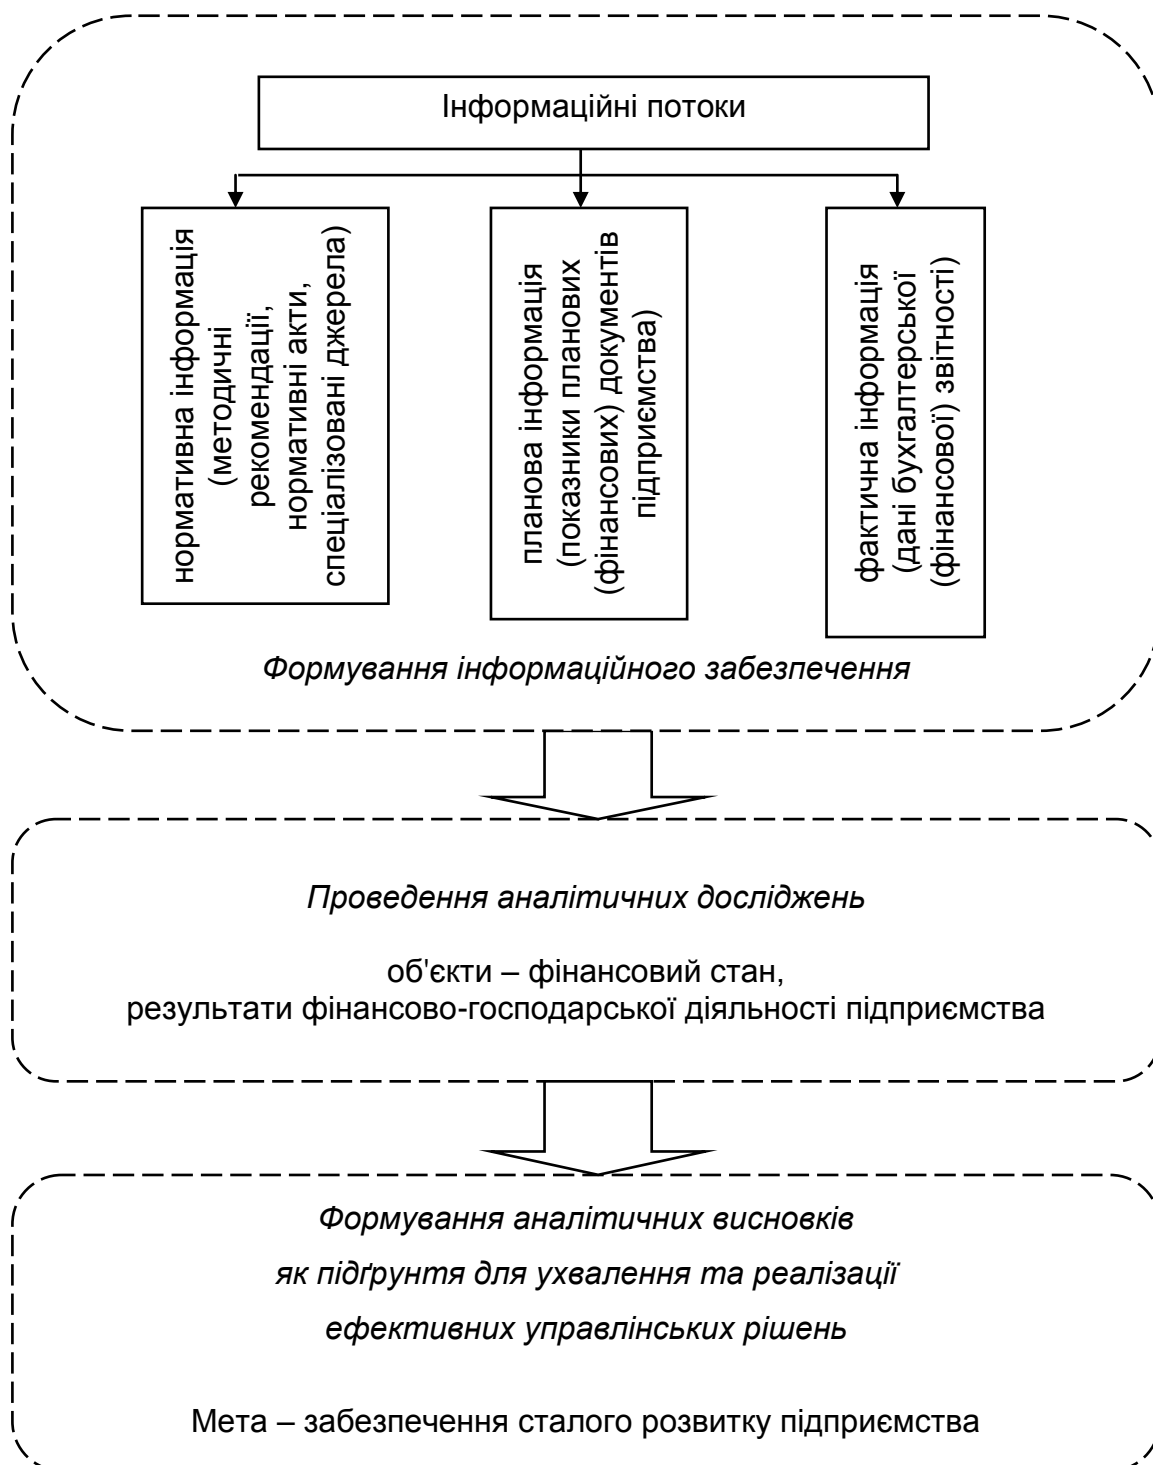 Інформаційні потоки
нормативна інформація
(методичні
рекомендації,
нормативні акти,
спеціалізовані джерела)
планова інформація
(показники планових
(фінансових) документів
підприємства)
фактична інформація
(дані бухгалтерської
(фінансової) звітності)
Формування інформаційного забезпечення
Проведення аналітичних досліджень
об'єкти – фінансовий стан,
результати фінансово-господарської діяльності підприємства
Формування аналітичних висновків
як підґрунтя для ухвалення та реалізації
ефективних управлінських рішень
Мета – забезпечення сталого розвитку підприємства